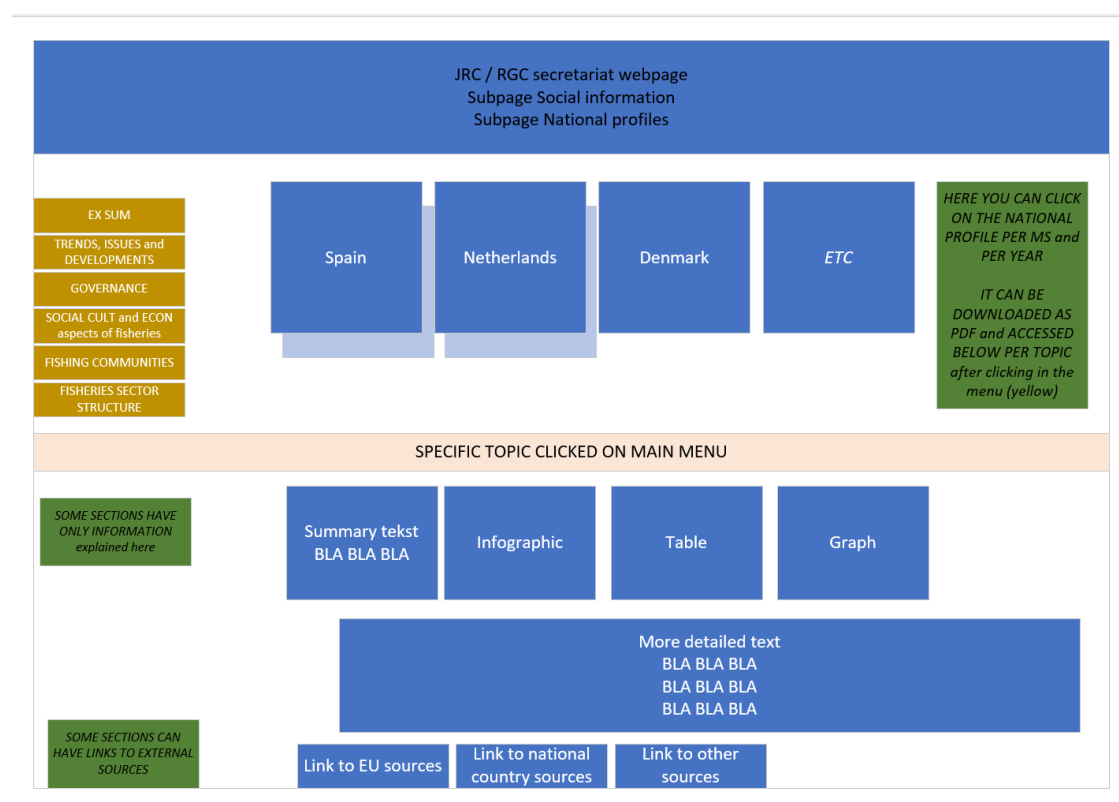 JRC / RGC secretariat webpage
Subpage Social information
Subpage National profiles
EX SUM
TRENDS, ISSUES and
DEVELOPMENTS
GOVERNANCE
SOCIAL CULT and ECON
aspects of fisheries
FISHING COMMUNITIES
FISHERIES SECTOR
STRUCTURE
Spain
Netherlands
Denmark
ETC
HERE YOU CAN CLICK
ON THE NATIONAL
PROFILE PER MS and
PER YEAR
IT CAN BE
DOWNLOADED AS
PDF and ACCESSED
BELOW PER TOPIC
after clicking in the
menu (yellow)
SPECIFIC TOPIC CLICKED ON MAIN MENU
SOME SECTIONS HAVE
ONLY INFORMATION
explained here
Summary tekst
BLA BLA BLA
Infographic
Table
Graph
More detailed text
BLA BLA BLA
BLA BLA BLA
BLA BLA BLA
SOME SECTIONS CAN
HAVE LINKS TO EXTERNAL
SOURCES
Link to EU sources
Link to national
country sources
Link to other
sources